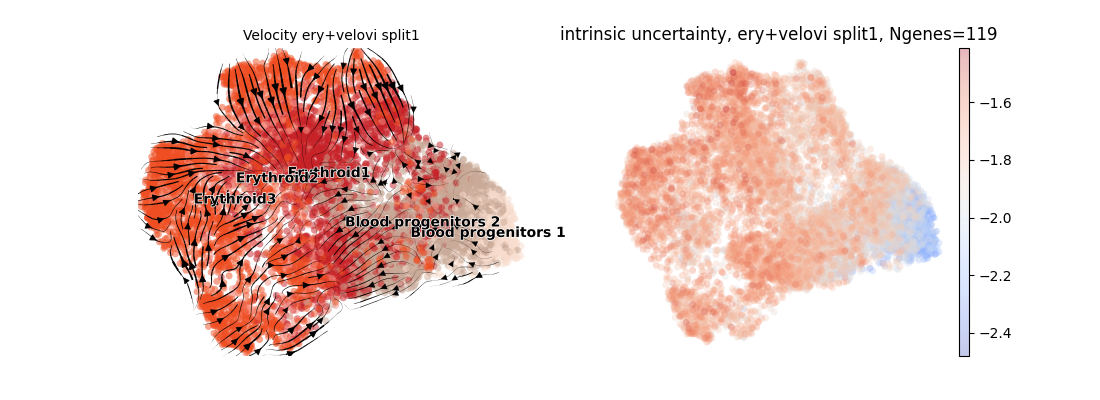 Velocity ery+velovi split1
intrinsic uncertainty, ery+velovi split1, Ngenes=119
Erythroid1
Erythroid2
Erythroid3
Blood progenitors 2
Blood progenitors 1
−1.6
−1.8
−2.0
−2.2
−2.4